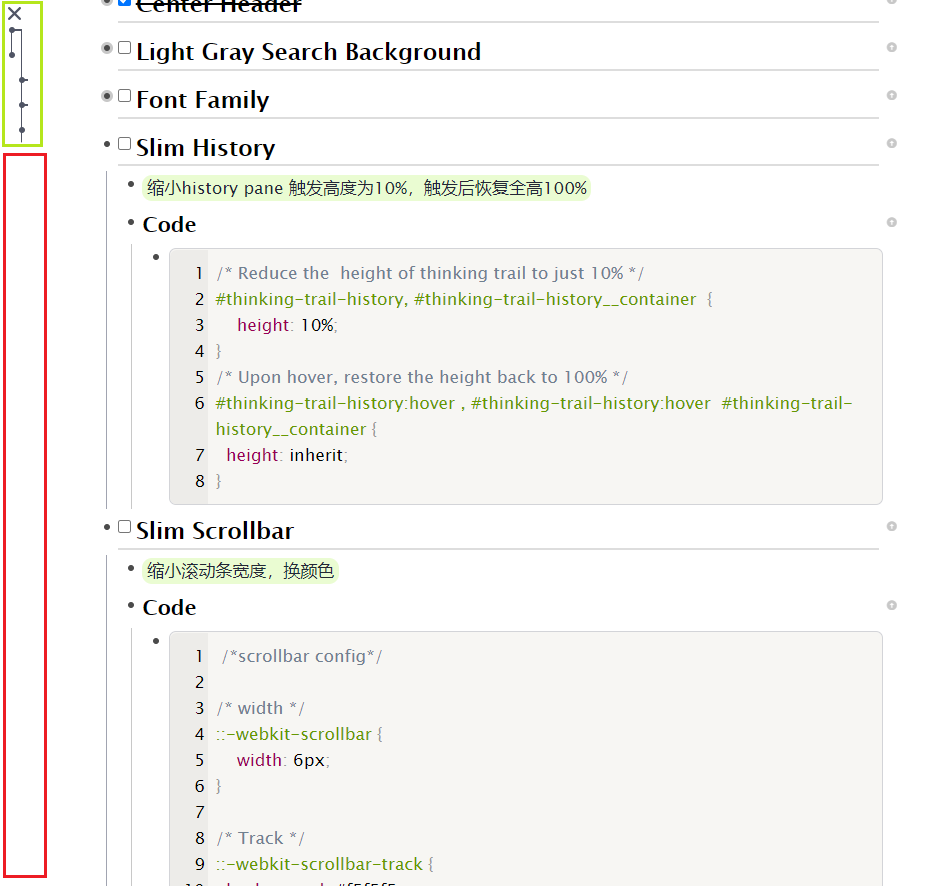 Center Header
Light Gray Search Background
Font Family
Slim History
缩小history pane 触发高度为10%，触发后恢复全高100%
Code
1 /* Reduce the  height of thinking trail to just 10% */
2 #thinking-trail-history, #thinking-trail-history__container  {
3     height: 10%;
4 }
5 /* Upon hover, restore the height back to 100% */
6 #thinking-trail-history:hover , #thinking-trail-history:hover  #thinking-trail-
history__container {
7   height: inherit;
8 }
Slim Scrollbar
缩小滚动条宽度，换颜色
Code
1  /*scrollbar config*/
2
3 /* width */
4 ::-webkit-scrollbar {
5     width: 6px;
6 }
7
8 /* Track */
9 ::-webkit-scrollbar-track {
10